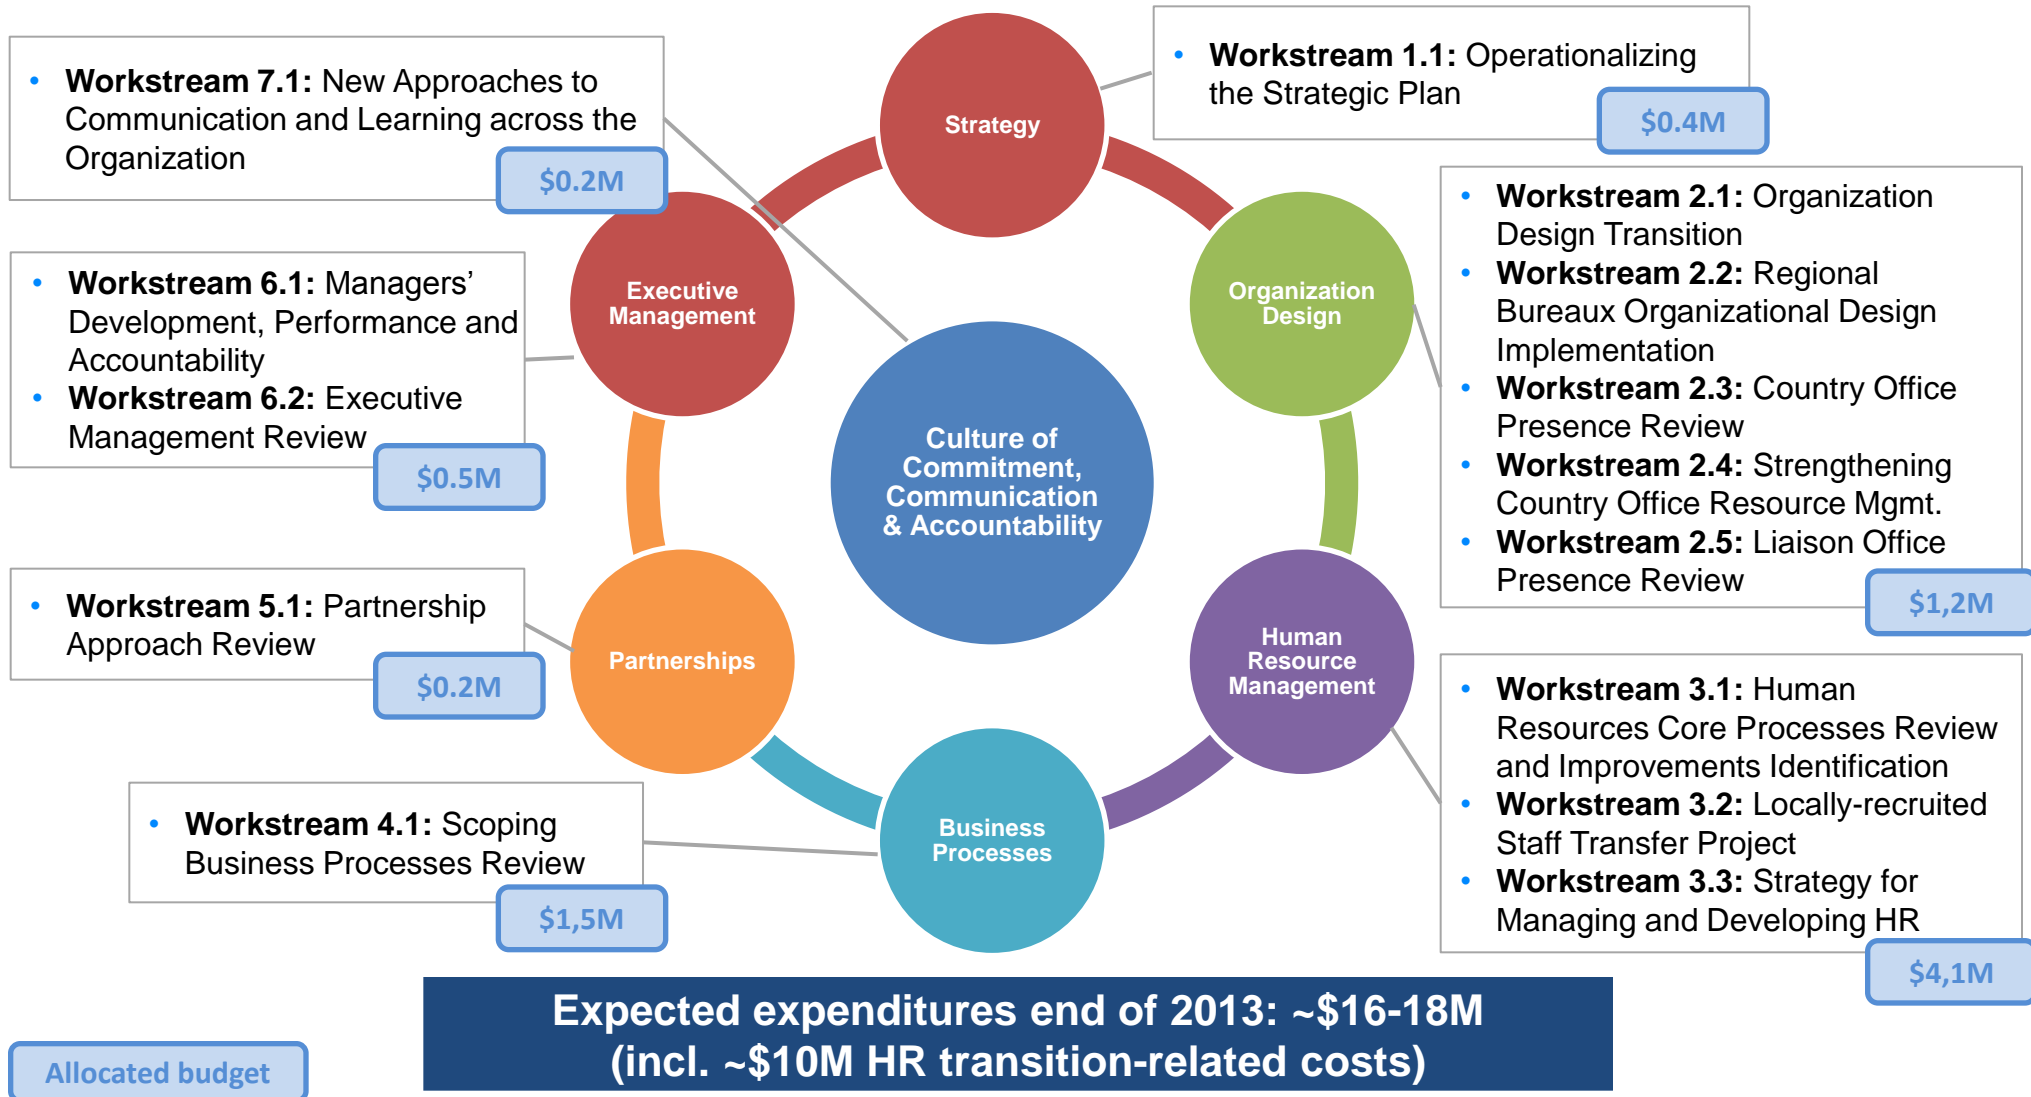 • Workstream 7.1: New Approaches to
Communication and Learning across the
Organization
$0.2M
• Workstream 6.1: Managers’
Development, Performance and
Accountability
• Workstream 6.2: Executive
Management Review
$0.5M
• Workstream 5.1: Partnership
Approach Review
$0.2M
• Workstream 4.1: Scoping
Business Processes Review
$1,5M
Strategy
Executive
Management
Organization
Design
Culture of
Commitment,
Communication
& Accountability
Partnerships
Human
Resource
Management
Business
Processes
• Workstream 1.1: Operationalizing
the Strategic Plan
$0.4M
• Workstream 2.1: Organization
Design Transition
• Workstream 2.2: Regional
Bureaux Organizational Design
Implementation
• Workstream 2.3: Country Office
Presence Review
• Workstream 2.4: Strengthening
Country Office Resource Mgmt.
• Workstream 2.5: Liaison Office
Presence Review
$1,2M
• Workstream 3.1: Human
Resources Core Processes Review
and Improvements Identification
• Workstream 3.2: Locally-recruited
Staff Transfer Project
• Workstream 3.3: Strategy for
Managing and Developing HR
$4,1M
Expected expenditures end of 2013: ~$16-18M
(incl. ~$10M HR transition-related costs)
Allocated budget